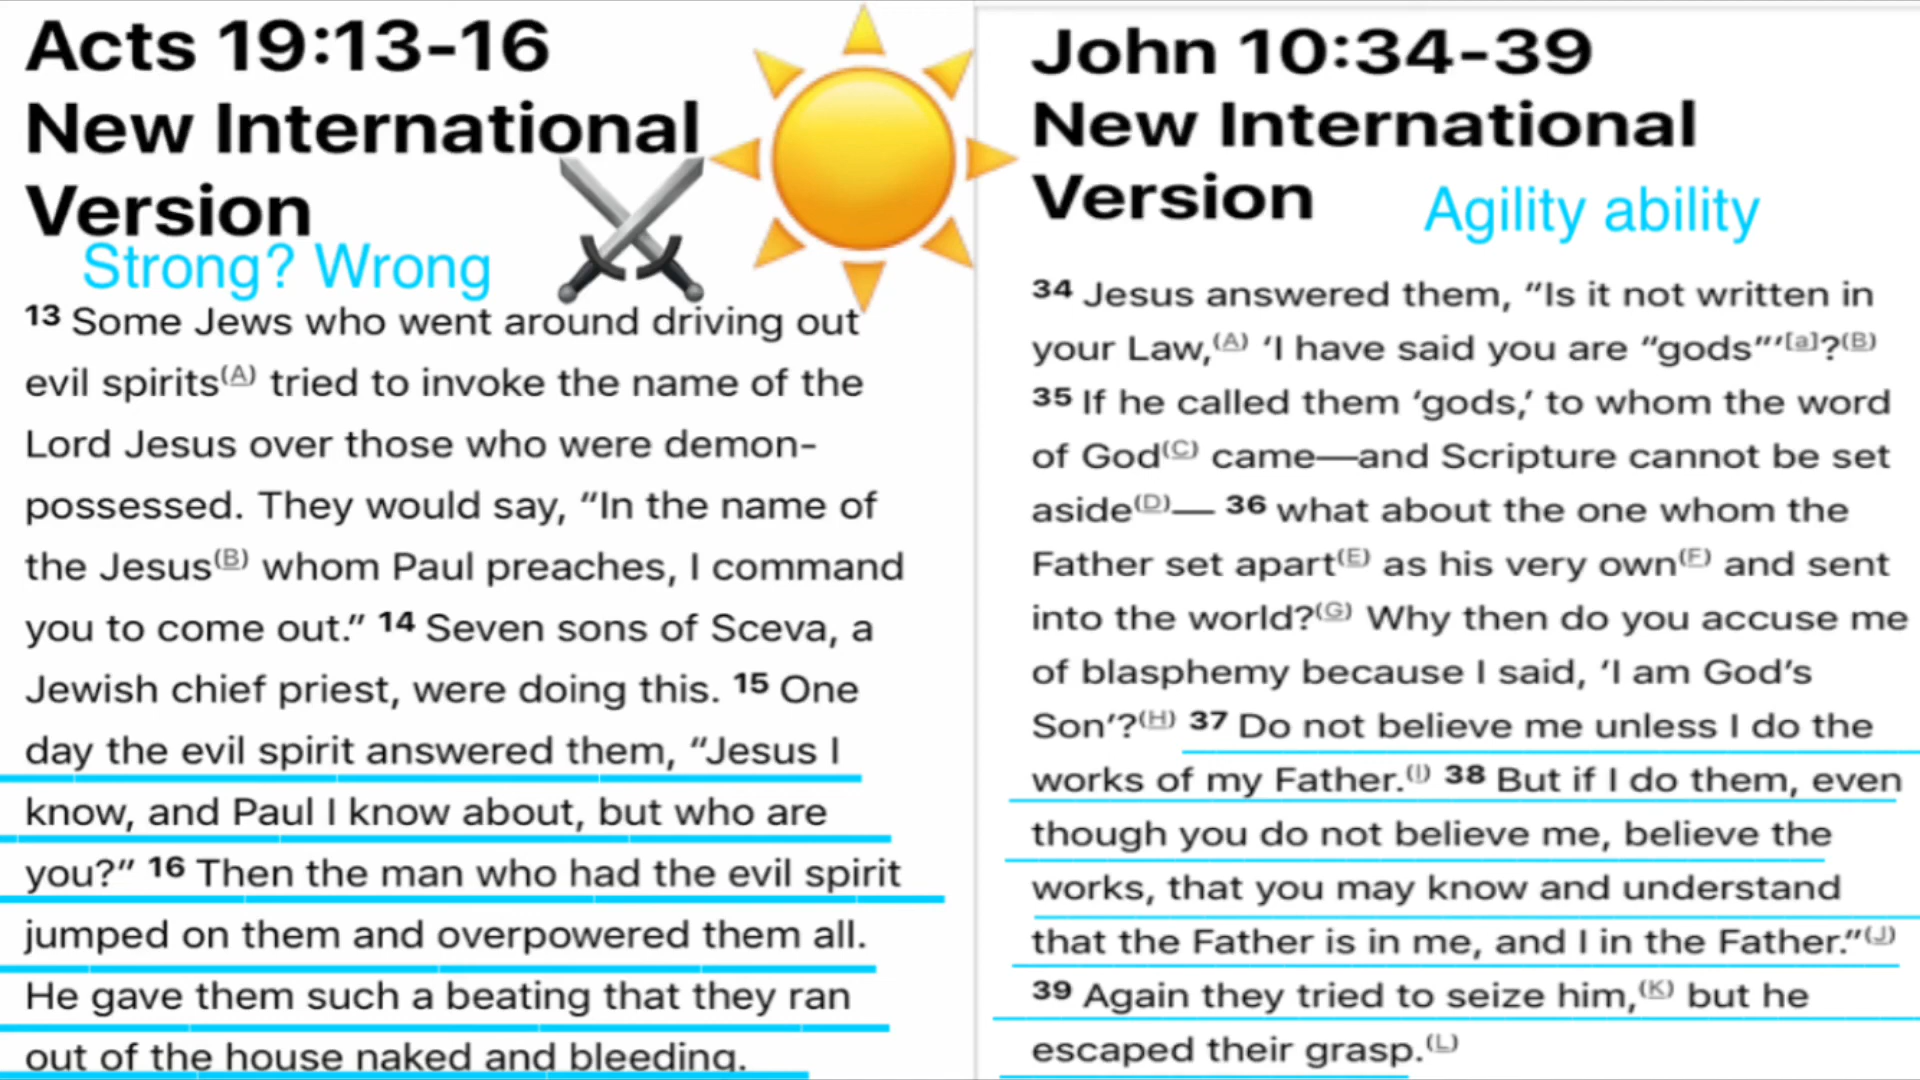 Acts 19:13-16
New International
Version
Strong? Wrong
13 Some Jews who went around driving out
evil spirits(A) tried to invoke the name of the
Lord Jesus over those who were demon-
possessed. They would say, “In the name of
the Jesus(B) whom Paul preaches, I command
you to come out.” 14 Seven sons of Sceva, a
Jewish chief priest, were doing this. 15 One
day the evil spirit answered them, “Jesus I
know, and Paul I know about, but who are
you?” 16 Then the man who had the evil spirit
jumped on them and overpowered them all.
He gave them such a beating that they ran
out of the house naked and bleeding.
John 10:34-39
New International
Version
Agility ability
34 Jesus answered them, “Is it not written in
your Law,(A) ‘I have said you are “gods”’[a]?(B)
35 If he called them ‘gods,’ to whom the word
of God(C) came—and Scripture cannot be set
aside(D)— 36 what about the one whom the
Father set apart(E) as his very own(F) and sent
into the world?(G) Why then do you accuse me
of blasphemy because I said, ‘I am God’s
Son’?(H) 37 Do not believe me unless I do the
works of my Father.(I) 38 But if I do them, even
though you do not believe me, believe the
works, that you may know and understand
that the Father is in me, and I in the Father.”(J)
39 Again they tried to seize him,(K) but he
escaped their grasp.(L)